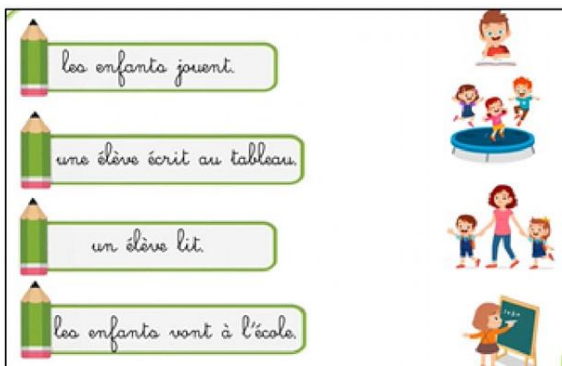 les enfants jouent.
une élève écrit au tableau.
un élève lit.
les enfants vont à l'école.